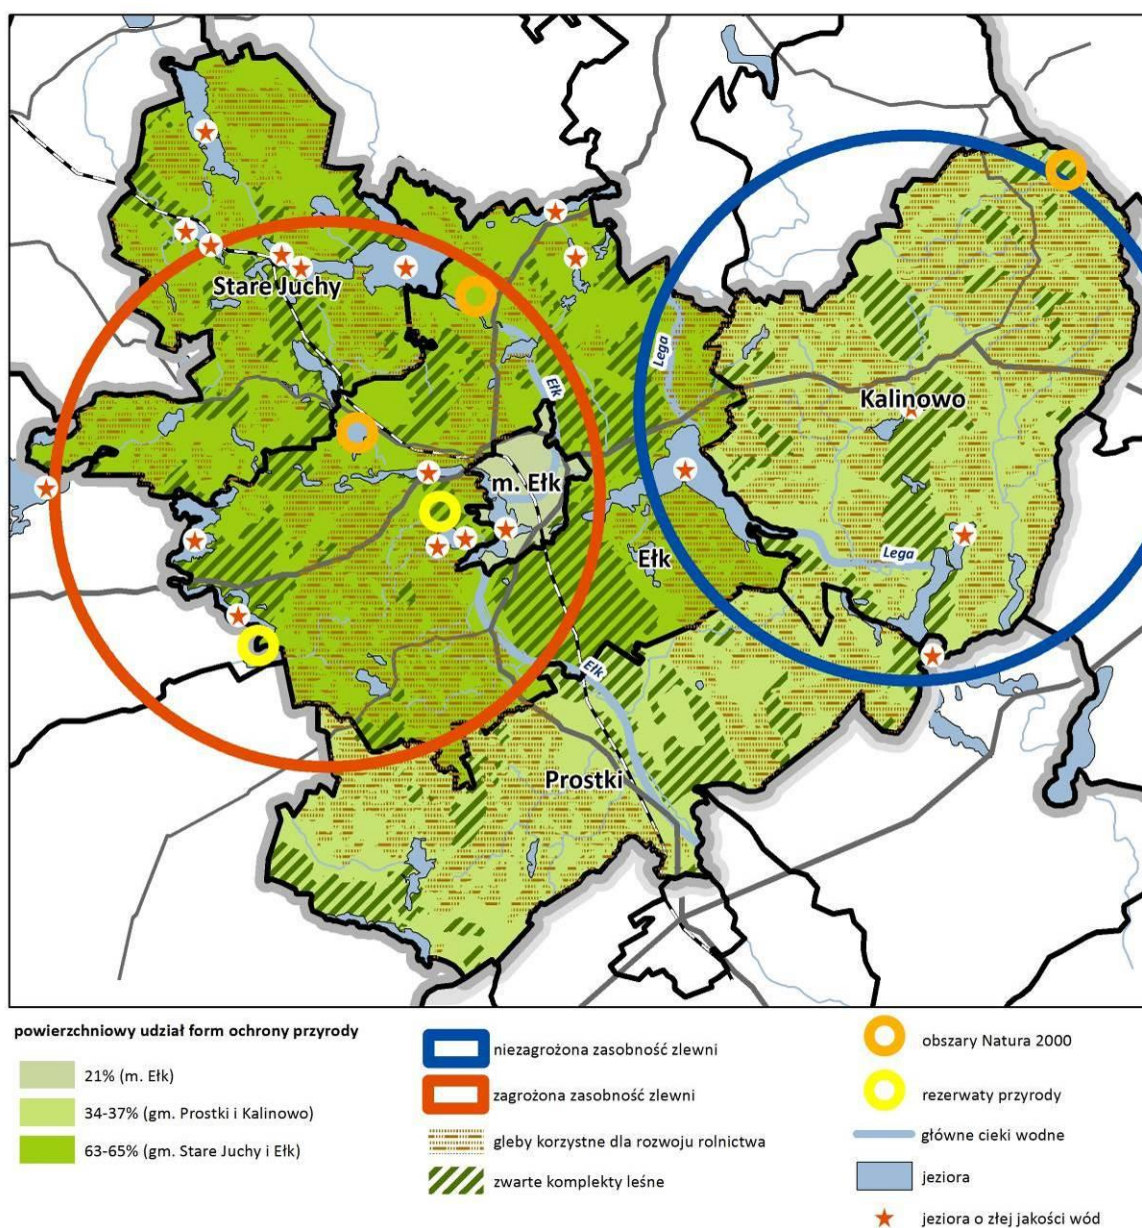 Stare Juchy
Ełk
Lega
Kalinowo
m. Ełk
Ełk
Lega
Ełk
Prostki
powierzchniowy udział form ochrony przyrody
21% (m. Ełk)
34-37% (gm. Prostki i Kalinowo)
63-65% (gm. Stare Juchy i Ełk)
niezagrożona zasobność zlewni
zagrożona zasobność zlewni
gleby korzystne dla rozwoju rolnictwa
zwarte komplekty leśne
obszary Natura 2000
rezerwaty przyrody
główne cieki wodne
jeziora
jeziora o złej jakości wód